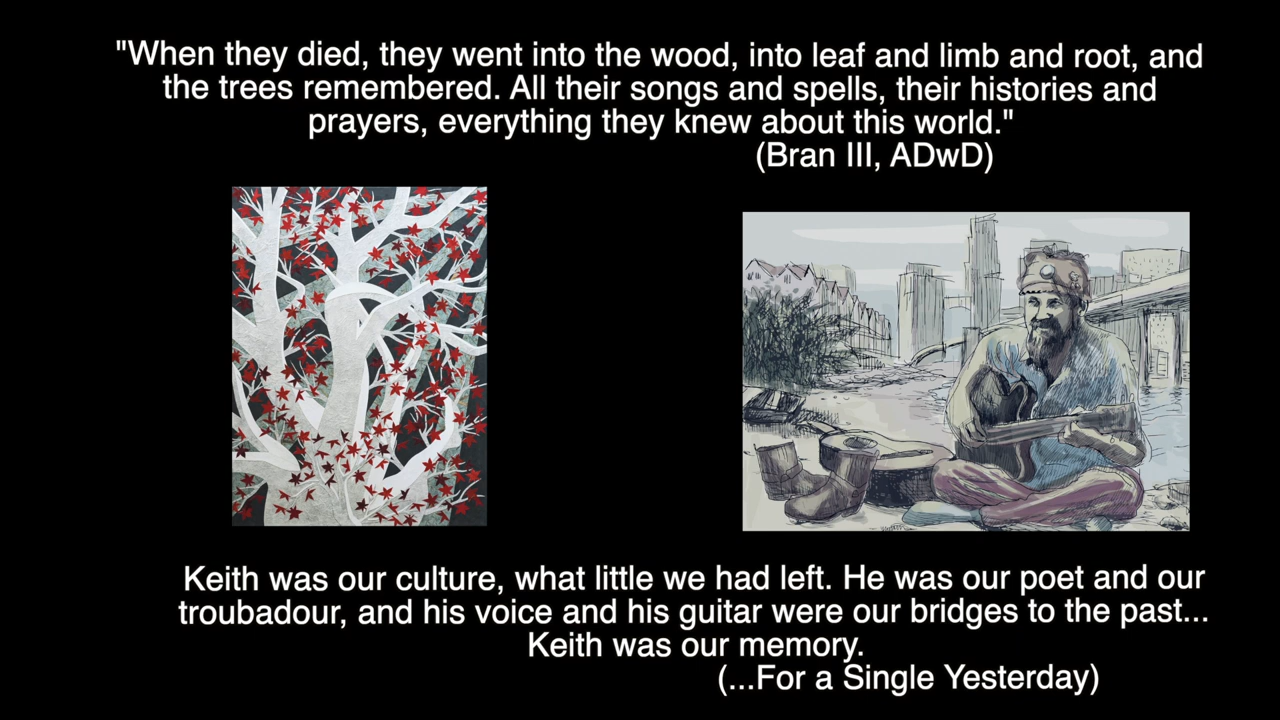 "When they died, they went into the wood, into leaf and limb and root, and
the trees remembered. All their songs and spells, their histories and
prayers, everything they knew about this world."
(Bran III, ADwD)
Keith was our culture, what little we had left. He was our poet and our
troubadour, and his voice and his guitar were our bridges to the past...
Keith was our memory.
(...For a Single Yesterday)